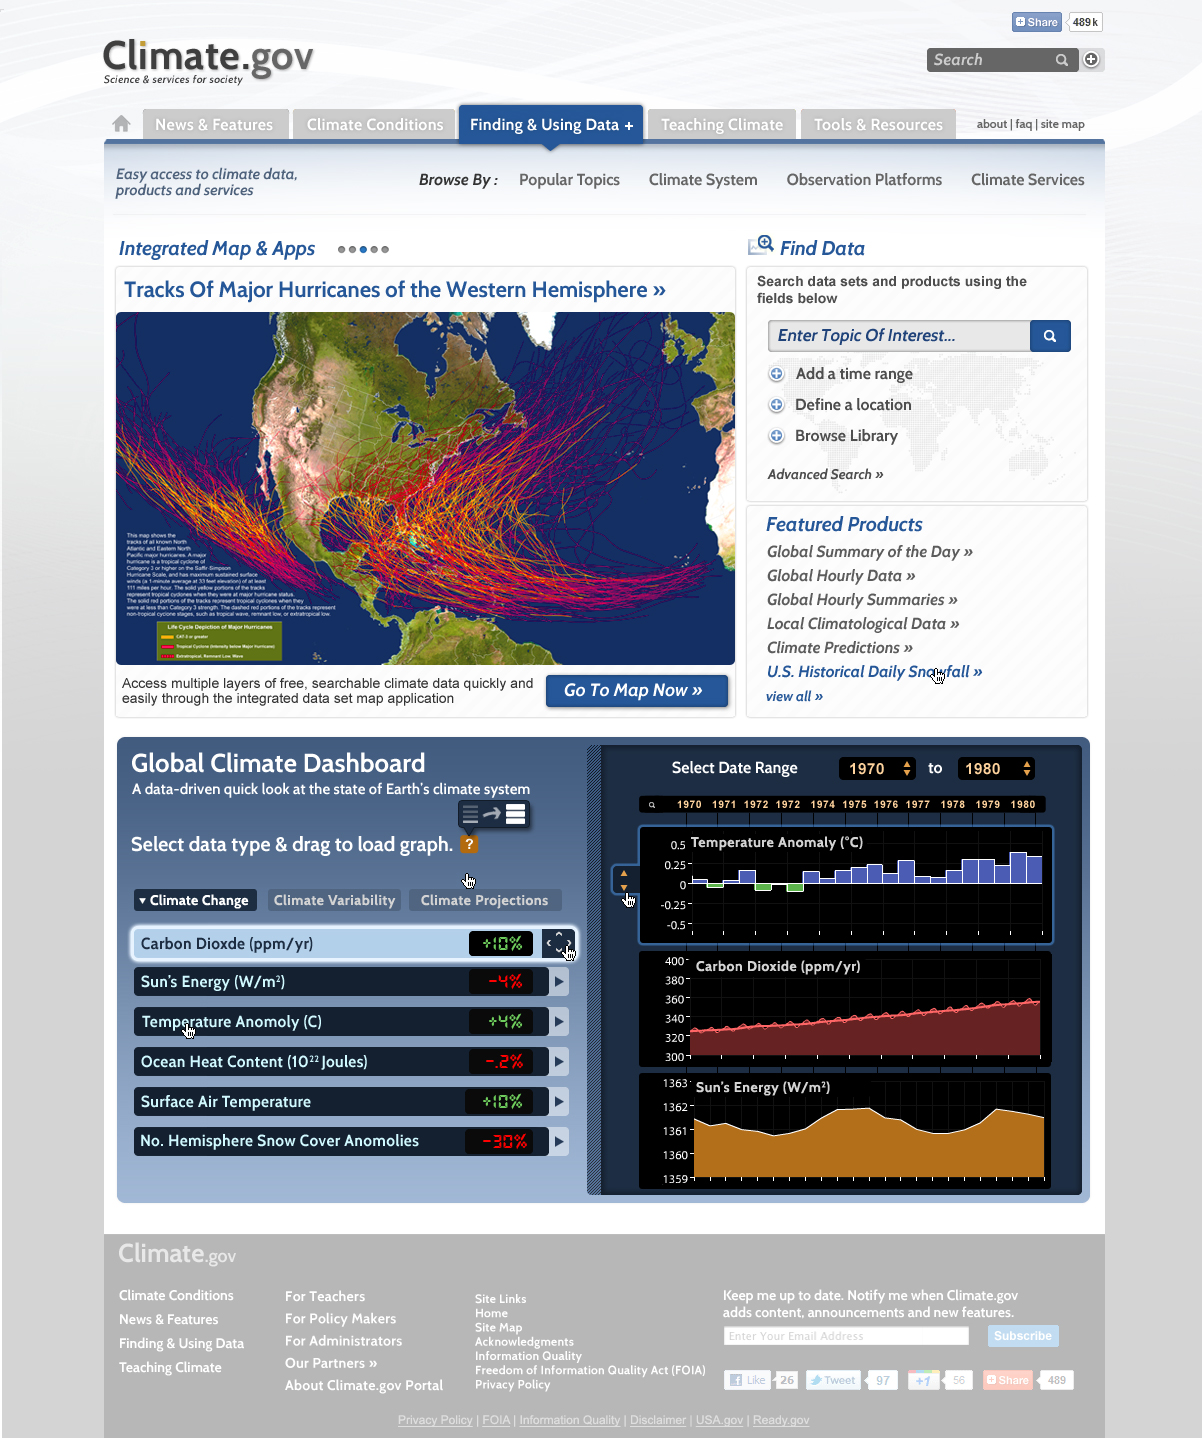 Share 489k
Climate.gov
Science & services for society
Search
News & Features
Climate Conditions
Finding & Using Data +
Teaching Climate
Tools & Resources
about | faq | site map
Easy access to climate data,
products and services
Browse By :
Popular Topics
Climate System
Observation Platforms
Climate Services
Integrated Map & Apps
Tracks Of Major Hurricanes of the Western Hemisphere »
This map shows the
tracks of all known North
Atlantic and Eastern North
Pacific major hurricanes. A major
hurricane is a tropical cyclone of
Category 3 or higher on the Saffir-Simpson
Hurricane Scale, and has maximum sustained surface
winds (a 1-minute average at 33 feet elevation) of at least
111 miles per hour. The solid yellow portions of the tracks
represent tropical cyclones when they were at major hurricane status.
The solid red portions of the tracks represent tropical cyclones when they
were at less than Category 3 strength. The dashed red portions of the tracks represent
non-tropical cyclone stages, such as tropical wave, remnant low, or extratropical low.
Life Cycle Depiction of Major Hurricanes
CAT-3 or greater
Tropical Cyclone (Intensity below Major Hurricane)
Extratropical, Remnant Low, Wave
Access multiple layers of free, searchable climate data quickly and
easily through the integrated data set map application
Go To Map Now »
Find Data
Search data sets and products using the
fields below
Enter Topic Of Interest...
Add a time range
Define a location
Browse Library
Advanced Search »
Featured Products
Global Summary of the Day »
Global Hourly Data »
Global Hourly Summaries »
Local Climatological Data »
Climate Predictions »
U.S. Historical Daily Snowfall »
view all »
Global Climate Dashboard
A data-driven quick look at the state of Earth's climate system
Select data type & drag to load graph. ?
▾ Climate Change
Climate Variability
Climate Projections
Carbon Dioxde (ppm/yr) +10%
Sun's Energy (W/m²) -4%
Temperature Anomoly (C) +4%
Ocean Heat Content (10²² Joules) -.2%
Surface Air Temperature +10%
No. Hemisphere Snow Cover Anomolies -30%
Select Date Range 1970 to 1980
1970 1971 1972 1972 1974 1975 1976 1977 1978 1979 1980
Temperature Anomaly (°C)
0.5
0.25
0
-0.25
-0.5
Carbon Dioxide (ppm/yr)
400
380
360
340
320
300
Sun's Energy (W/m²)
1363
1362
1361
1360
1359
Climate.gov
Climate Conditions
News & Features
Finding & Using Data
Teaching Climate
For Teachers
For Policy Makers
For Administrators
Our Partners »
About Climate.gov Portal
Site Links
Home
Site Map
Acknowledgments
Information Quality
Freedom of Information Quality Act (FOIA)
Privacy Policy
Keep me up to date. Notify me when Climate.gov
adds content, announcements and new features.
Enter Your Email Address
Subscribe
Like 26 Tweet 97 +1 56 Share 489
Privacy Policy | FOIA | Information Quality | Disclaimer | USA.gov | Ready.gov